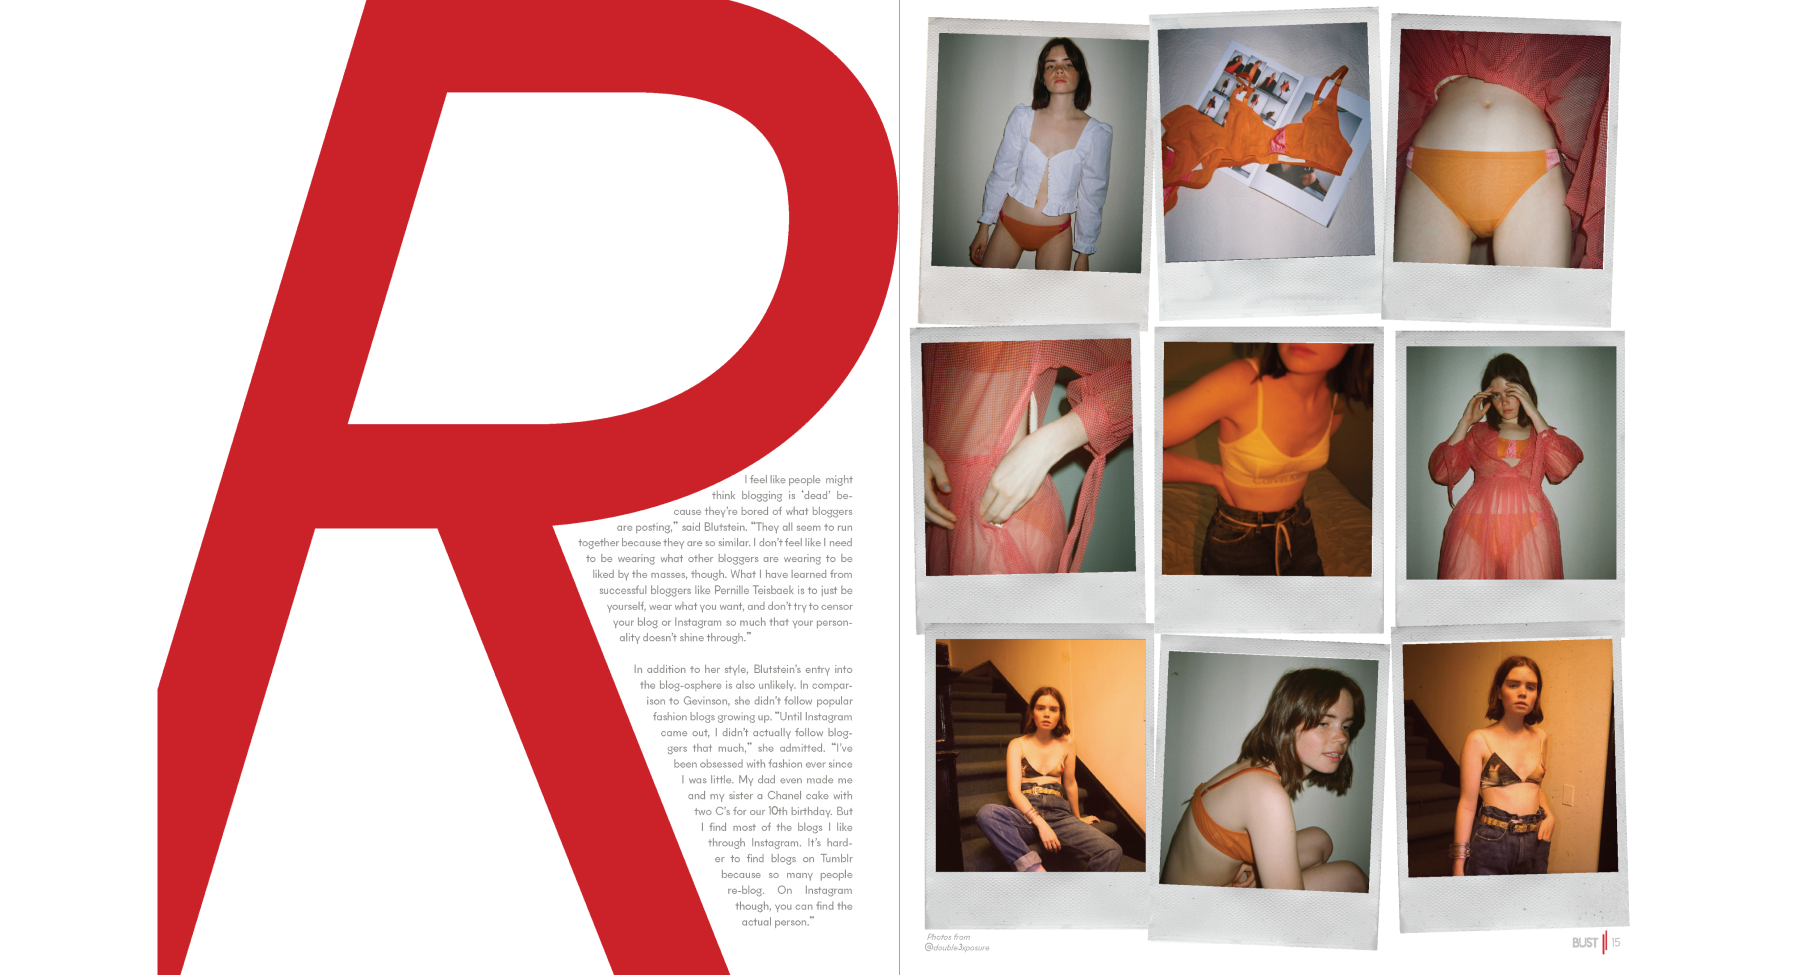 R
I feel like people might
think blogging is ‘dead’ be-
cause they’re bored of what bloggers
are posting,” said Blutstein. “They all seem to run
together because they are so similar. I don’t feel like I need
to be wearing what other bloggers are wearing to be
liked by the masses, though. What I have learned from
successful bloggers like Pernille Teisbaek is to just be
yourself, wear what you want, and don’t try to censor
your blog or Instagram so much that your person-
ality doesn’t shine through.”
In addition to her style, Blutstein’s entry into
the blog-osphere is also unlikely. In compar-
ison to Gevinson, she didn’t follow popular
fashion blogs growing up. “Until Instagram
came out, I didn’t actually follow blog-
gers that much,” she admitted. “I’ve
been obsessed with fashion ever since
I was little. My dad even made me
and my sister a Chanel cake with
two C’s for our 10th birthday. But
I find most of the blogs I like
through Instagram. It’s hard-
er to find blogs on Tumblr
because so many people
re-blog. On Instagram
though, you can find the
actual person.”
Photos from
@double3xposure
BUST 15